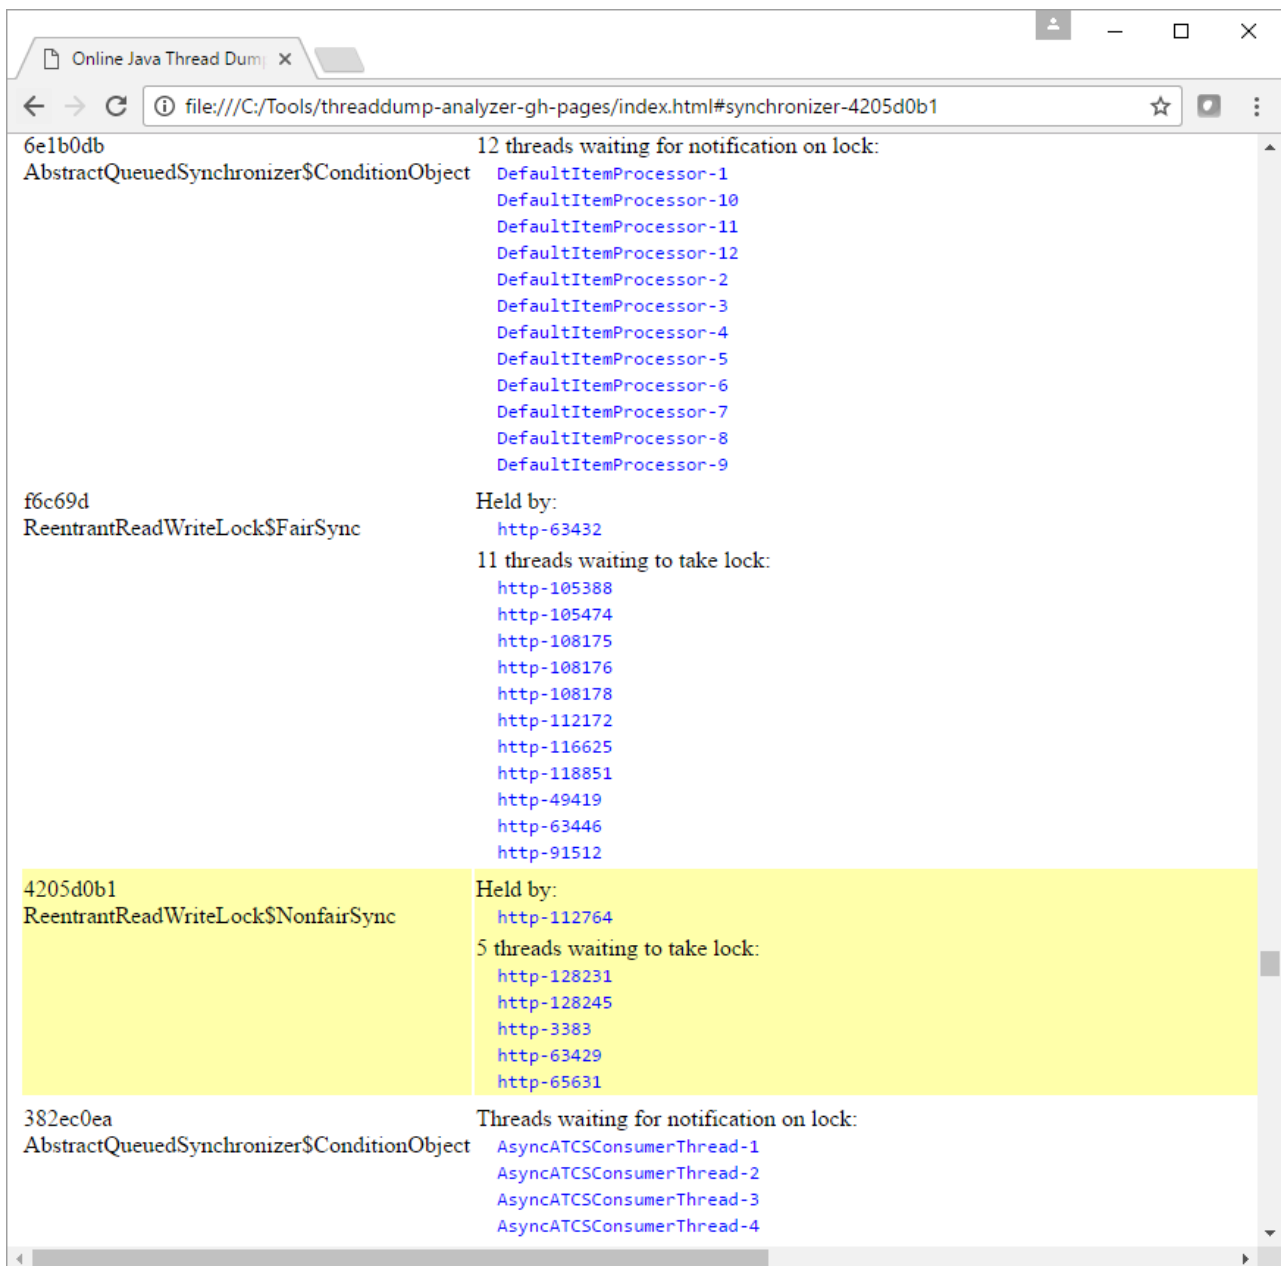 Online Java Thread Dum
file:///C:/Tools/threaddump-analyzer-gh-pages/index.html#synchronizer-4205d0b1
6e1b0db
AbstractQueuedSynchronizer$ConditionObject
12 threads waiting for notification on lock:
DefaultItemProcessor-1
DefaultItemProcessor-10
DefaultItemProcessor-11
DefaultItemProcessor-12
DefaultItemProcessor-2
DefaultItemProcessor-3
DefaultItemProcessor-4
DefaultItemProcessor-5
DefaultItemProcessor-6
DefaultItemProcessor-7
DefaultItemProcessor-8
DefaultItemProcessor-9
f6c69d
ReentrantReadWriteLock$FairSync
Held by:
http-63432
11 threads waiting to take lock:
http-105388
http-105474
http-108175
http-108176
http-108178
http-112172
http-116625
http-118851
http-49419
http-63446
http-91512
4205d0b1
ReentrantReadWriteLock$NonfairSync
Held by:
http-112764
5 threads waiting to take lock:
http-128231
http-128245
http-3383
http-63429
http-65631
382ec0ea
AbstractQueuedSynchronizer$ConditionObject
Threads waiting for notification on lock:
AsyncATCSConsumerThread-1
AsyncATCSConsumerThread-2
AsyncATCSConsumerThread-3
AsyncATCSConsumerThread-4